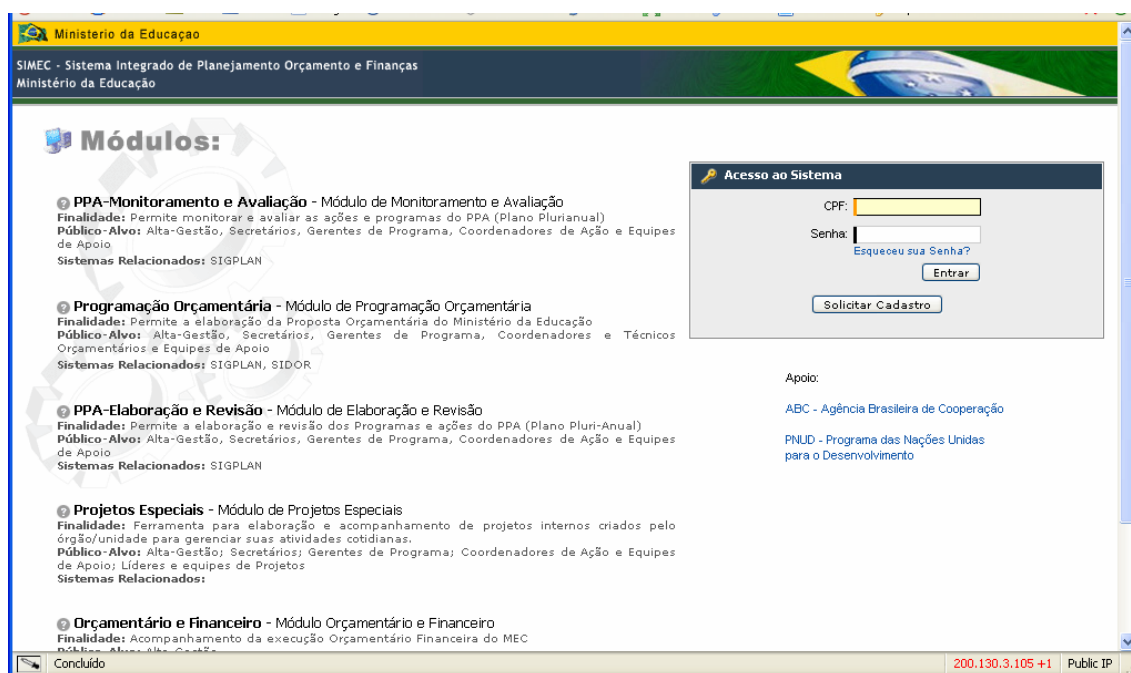 Ministerio da Educaçao
SIMEC - Sistema Integrado de Planejamento Orçamento e Finanças
Ministério da Educação
Módulos:
PPA-Monitoramento e Avaliação - Módulo de Monitoramento e Avaliação
Finalidade: Permite monitorar e avaliar as ações e programas do PPA (Plano Plurianual)
Público-Alvo: Alta-Gestão, Secretários, Gerentes de Programa, Coordenadores de Ação e Equipes
de Apoio
Sistemas Relacionados: SIGPLAN
Programação Orçamentária - Módulo de Programação Orçamentária
Finalidade: Permite a elaboração da Proposta Orçamentária do Ministério da Educação
Público-Alvo: Alta-Gestão, Secretários, Gerentes de Programa, Coordenadores e Técnicos
Orçamentários e Equipes de Apoio
Sistemas Relacionados: SIGPLAN, SIDOR
PPA-Elaboração e Revisão - Módulo de Elaboração e Revisão
Finalidade: Permite a elaboração e revisão dos Programas e ações do PPA (Plano Pluri-Anual)
Público-Alvo: Alta-Gestão, Secretários, Gerentes de Programa, Coordenadores de Ação e Equipes
de Apoio
Sistemas Relacionados: SIGPLAN
Projetos Especiais - Módulo de Projetos Especiais
Finalidade: Ferramenta para elaboração e acompanhamento de projetos internos criados pelo
órgão/unidade para gerenciar suas atividades cotidianas.
Público-Alvo: Alta-Gestão; Secretários; Gerentes de Programa; Coordenadores de Ação e Equipes
de Apoio; Líderes e equipes de Projetos
Sistemas Relacionados:
Orçamentário e Financeiro - Módulo Orçamentário e Financeiro
Finalidade: Acompanhamento da execução Orçamentário Financeira do MEC
Acesso ao Sistema
CPF:
Senha:
Esqueceu sua Senha?
Entrar
Solicitar Cadastro
Apoio:
ABC - Agência Brasileira de Cooperação
PNUD - Programa das Nações Unidas
para o Desenvolvimento
Concluído
200.130.3.105 +1 Public IP